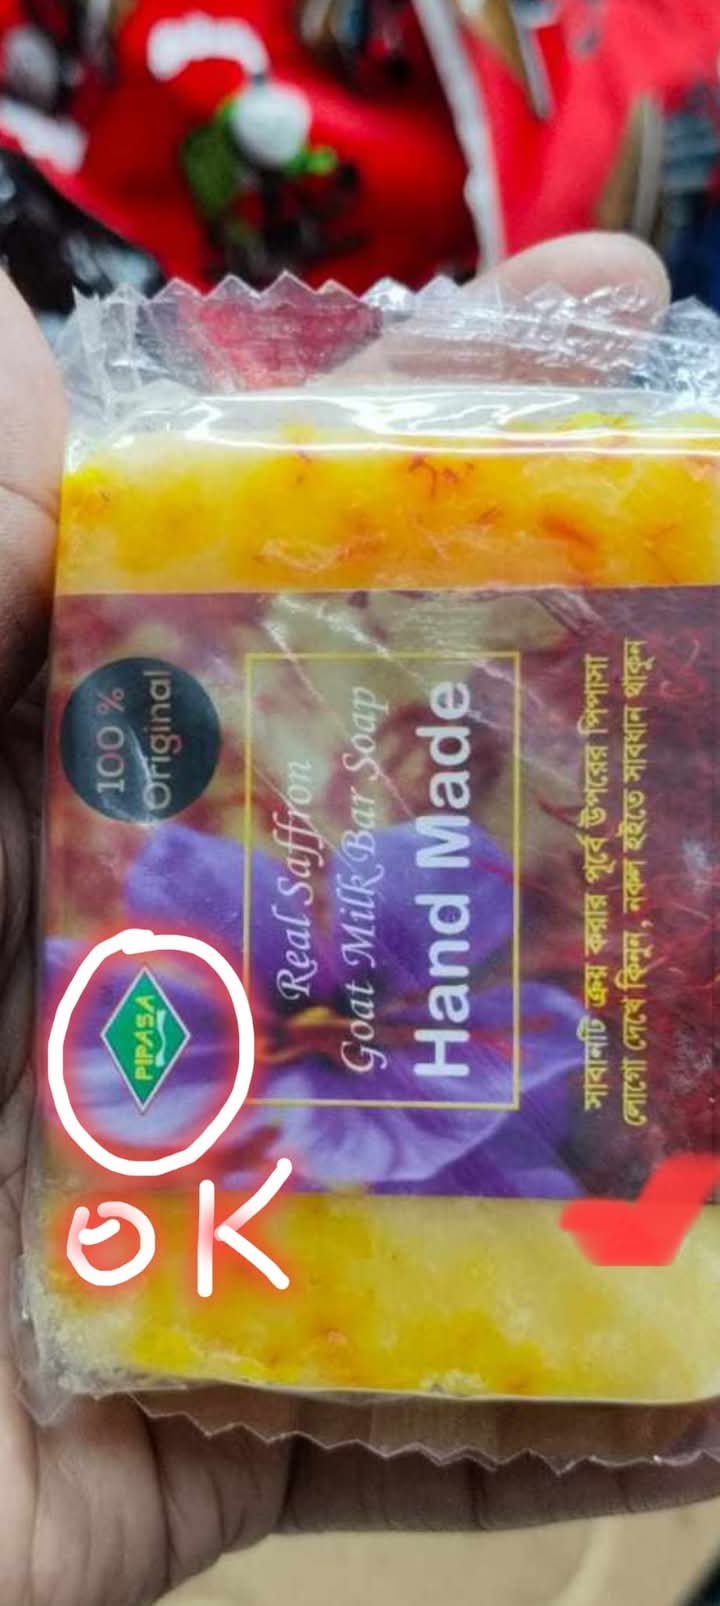 100 %
Original
PIPASA
Real Saffron
Goat Milk Bar Soap
Hand Made
সাবানটি ক্রয় করার পূর্বে উপরের পিপাসা
লোগো দেখে কিনুন, নকল হইতে সাবধান থাকুন
OK